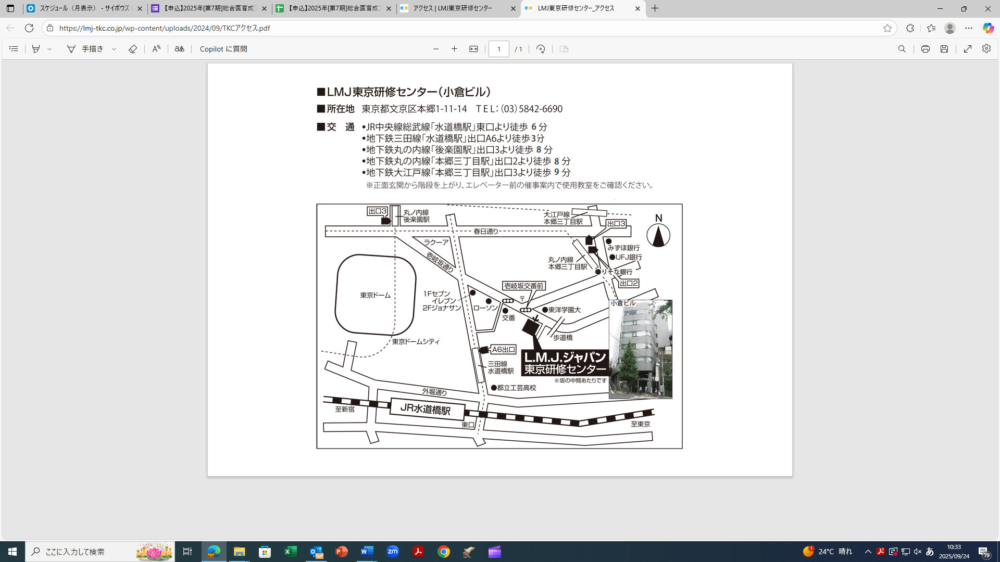 スケジュール（月表示） - サイボウズ
【申込】2025年[第7期]総合医育成プ
【申込】2025年[第7期]総合医育成プ
アクセス | LMJ東京研修センター
LMJ東京研修センター_アクセス
https://lmj-tkc.co.jp/wp-content/uploads/2024/09/TKCアクセス.pdf
手描き
aあ
Copilot に質問
1
/ 1
■LMJ東京研修センター（小倉ビル）
■所在地 東京都文京区本郷1-11-14 TEL：（03）5842-6690
■交 通 •JR中央線総武線「水道橋駅」東口より徒歩 6 分
•地下鉄三田線「水道橋駅」出口A6より徒歩3分
•地下鉄丸の内線「後楽園駅」出口3より徒歩 8 分
•地下鉄丸の内線「本郷三丁目駅」出口2より徒歩 8 分
•地下鉄大江戸線「本郷三丁目駅」出口3より徒歩 9 分
※正面玄関から階段を上がり、エレベーター前の催事案内で使用教室をご確認ください。
出口3
丸ノ内線
後楽園駅
大江戸線
本郷三丁目駅
出口3
N
春日通り
ラクーア
壱岐坂通り
みずほ銀行
UFJ銀行
丸ノ内線
本郷三丁目駅
りそな銀行
出口2
壱岐坂交番前
〒
東京ドーム
1Fセブン
イレブン
2Fジョナサン
ローソン
交番
東洋学園大
小倉ビル
歩道橋
東京ドームシティ
A6出口
三田線
水道橋駅
L.M.J.ジャパン
東京研修センター
※坂の中間あたりです
都立工芸高校
外堀通り
JR水道橋駅
至新宿
東口
至東京
ここに入力して検索
zm
1
24°C 晴れ
あ
10:33
2025/09/24
19